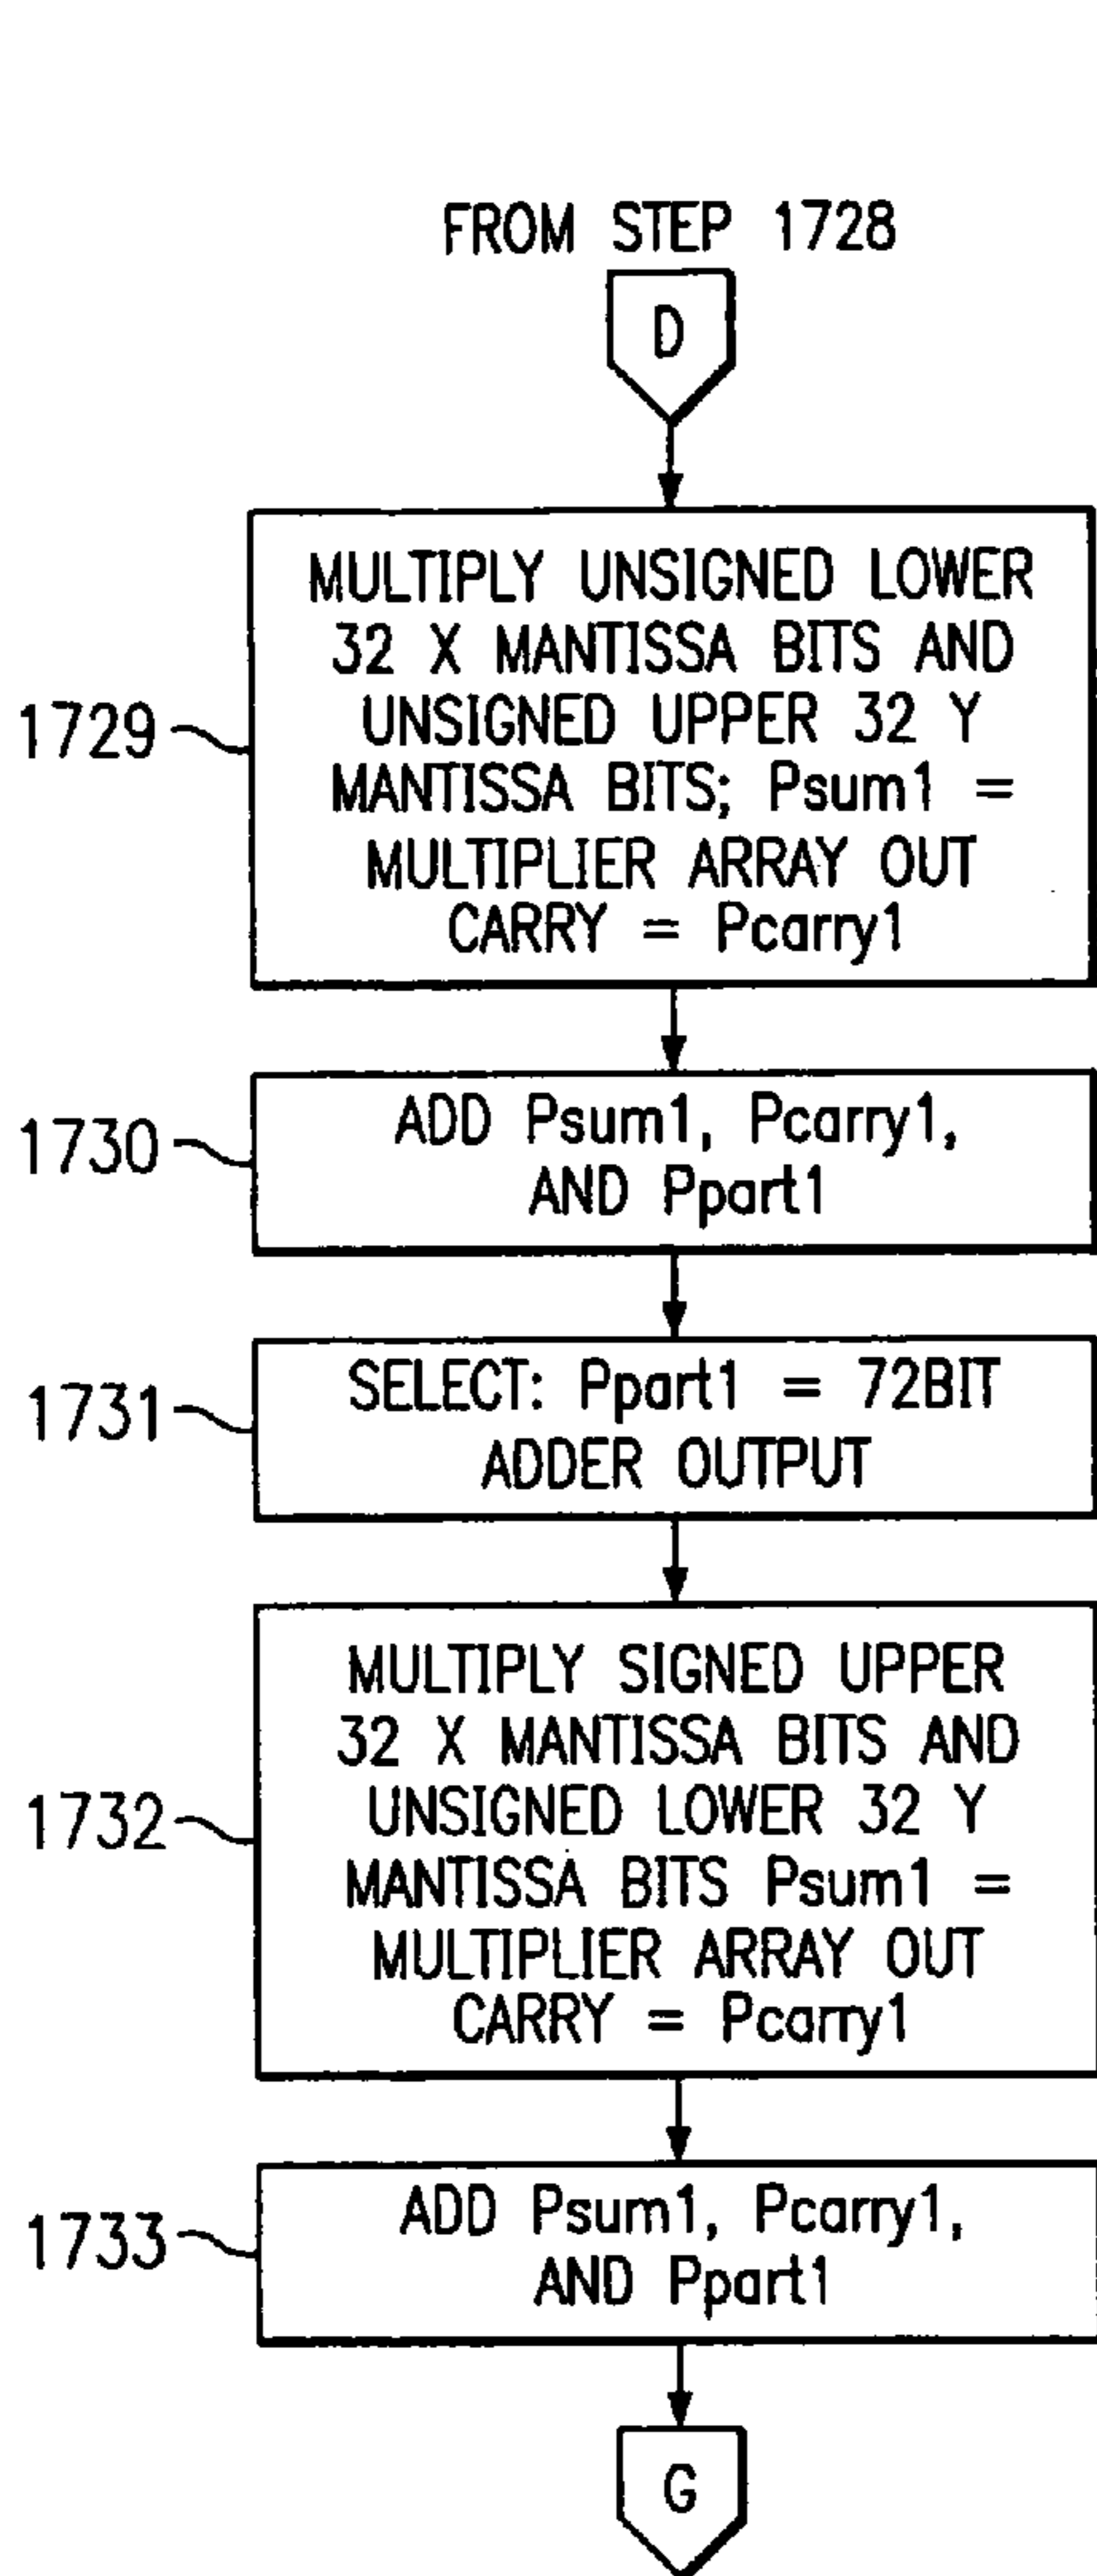 FROM STEP 1728
D
MULTIPLY UNSIGNED LOWER
32 X MANTISSA BITS AND
UNSIGNED UPPER 32 Y
MANTISSA BITS; Psum1 =
MULTIPLIER ARRAY OUT
CARRY = Pcarry1
1729
ADD Psum1, Pcarry1,
AND Ppart1
1730
SELECT: Ppart1 = 72BIT
ADDER OUTPUT
1731
MULTIPLY SIGNED UPPER
32 X MANTISSA BITS AND
UNSIGNED LOWER 32 Y
MANTISSA BITS Psum1 =
MULTIPLIER ARRAY OUT
CARRY = Pcarry1
1732
ADD Psum1, Pcarry1,
AND Ppart1
1733
G